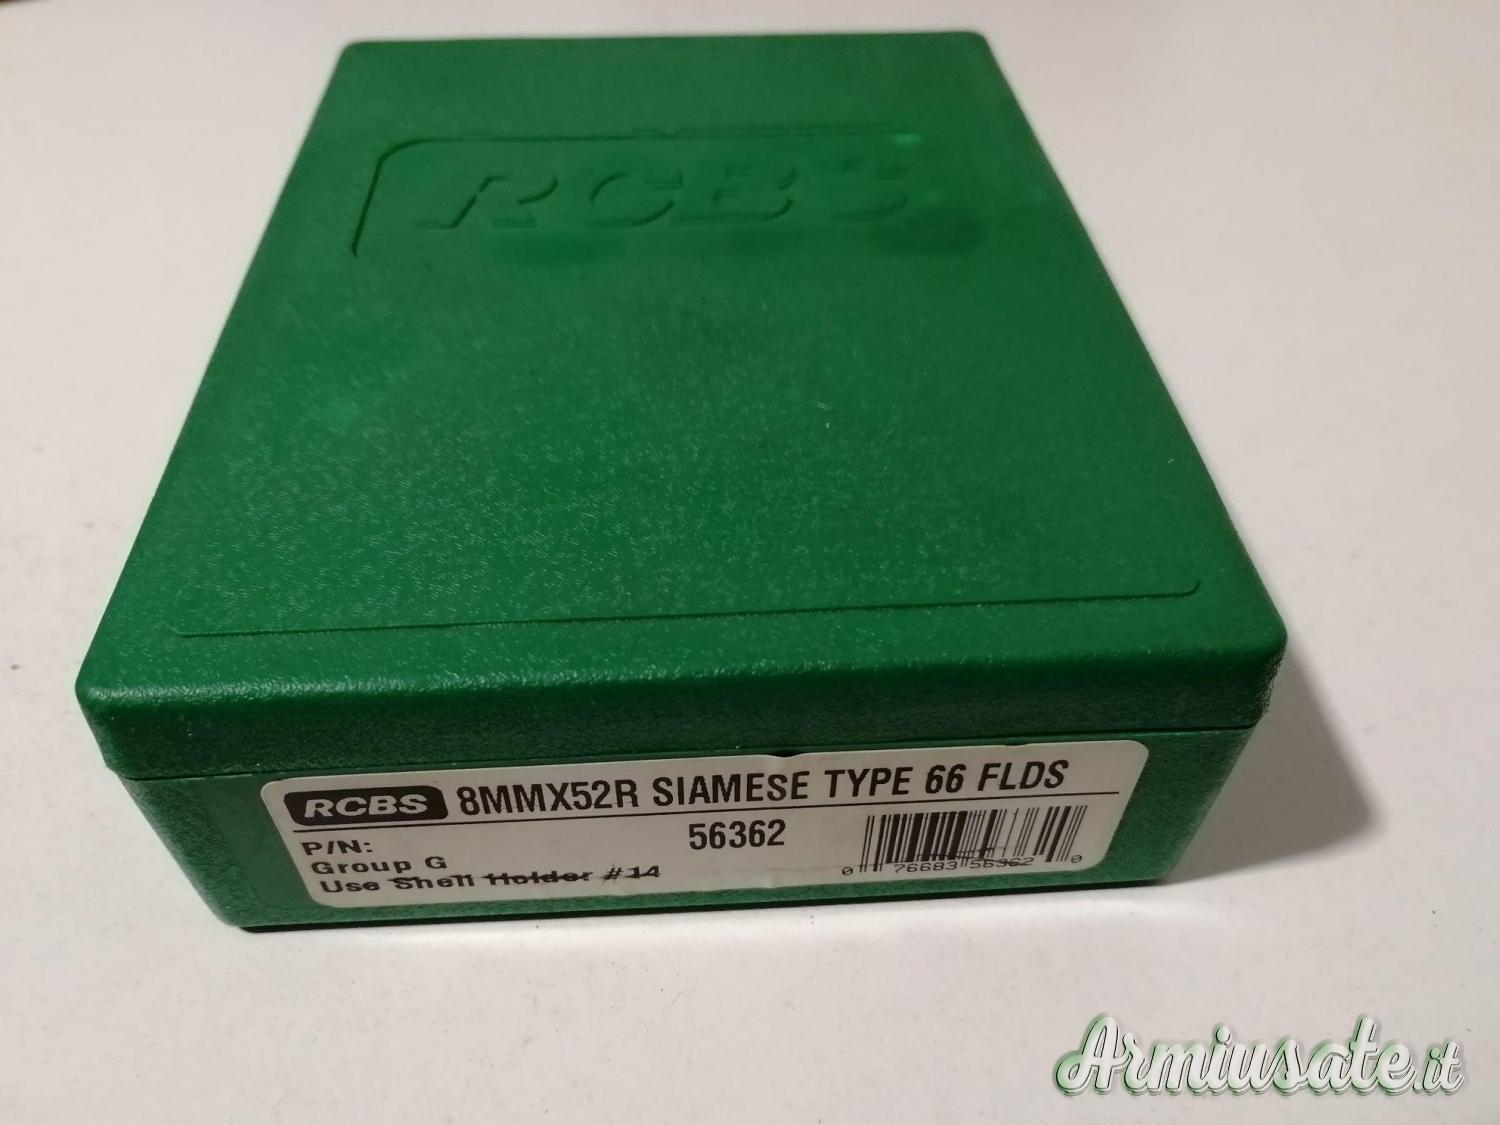 RCBS
RCBS 8MMX52R SIAMESE TYPE 66 FLDS
P/N: 56362
Group G
Use Shell Holder #14
0 76683 56362 0
Armiusate.it